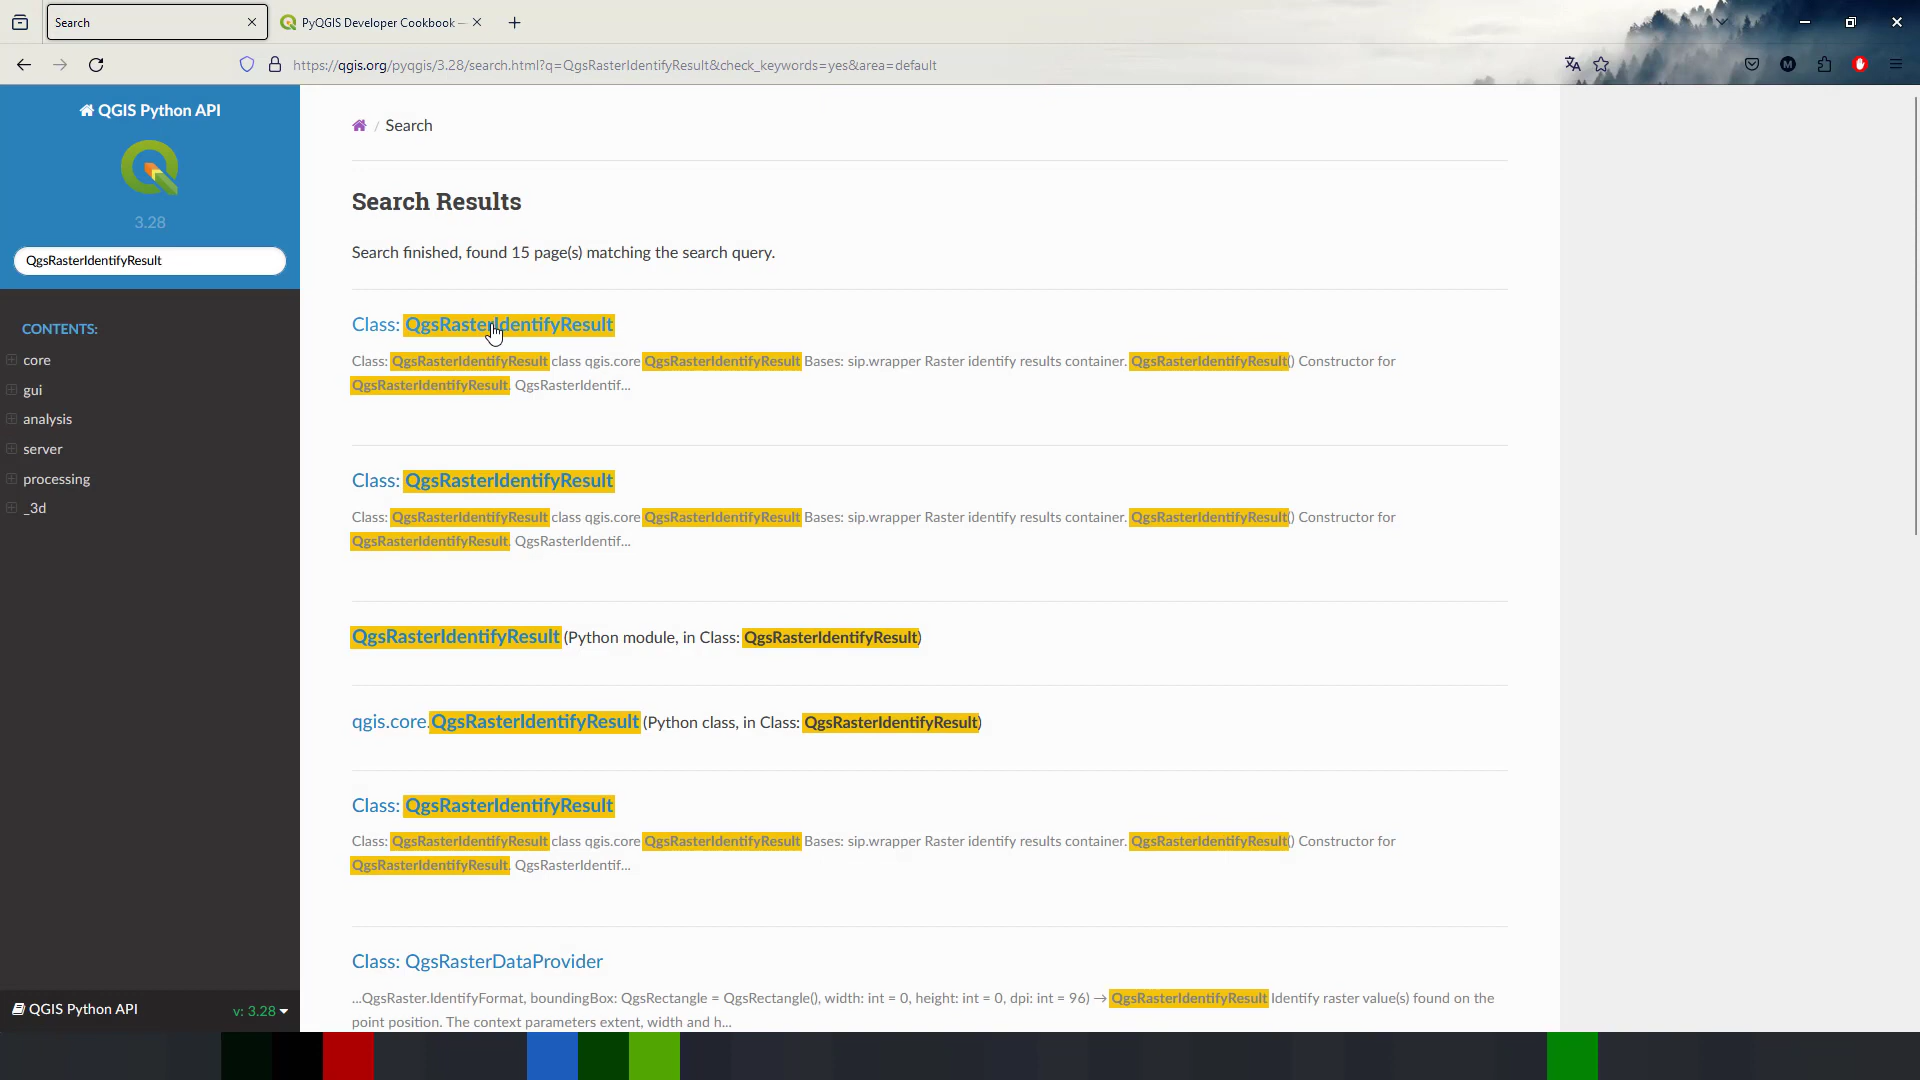 Search
PyQGIS Developer Cookbook —
https://qgis.org/pyqgis/3.28/search.html?q=QgsRasterIdentifyResult&check_keywords=yes&area=default
M
QGIS Python API
3.28
QgsRasterIdentifyResult
CONTENTS:
core
gui
analysis
server
processing
_3d
QGIS Python API
v: 3.28
/ Search
Search Results
Search finished, found 15 page(s) matching the search query.
Class: QgsRasterIdentifyResult
Class: QgsRasterIdentifyResult class qgis.core QgsRasterIdentifyResult Bases: sip.wrapper Raster identify results container. QgsRasterIdentifyResult() Constructor for
QgsRasterIdentifyResult. QgsRasterIdentif...
Class: QgsRasterIdentifyResult
Class: QgsRasterIdentifyResult class qgis.core QgsRasterIdentifyResult Bases: sip.wrapper Raster identify results container. QgsRasterIdentifyResult() Constructor for
QgsRasterIdentifyResult. QgsRasterIdentif...
QgsRasterIdentifyResult (Python module, in Class: QgsRasterIdentifyResult)
qgis.core.QgsRasterIdentifyResult (Python class, in Class: QgsRasterIdentifyResult)
Class: QgsRasterIdentifyResult
Class: QgsRasterIdentifyResult class qgis.core QgsRasterIdentifyResult Bases: sip.wrapper Raster identify results container. QgsRasterIdentifyResult() Constructor for
QgsRasterIdentifyResult. QgsRasterIdentif...
Class: QgsRasterDataProvider
...QgsRaster.IdentifyFormat, boundingBox: QgsRectangle = QgsRectangle(), width: int = 0, height: int = 0, dpi: int = 96) → QgsRasterIdentifyResult Identify raster value(s) found on the
point position. The context parameters extent, width and h...